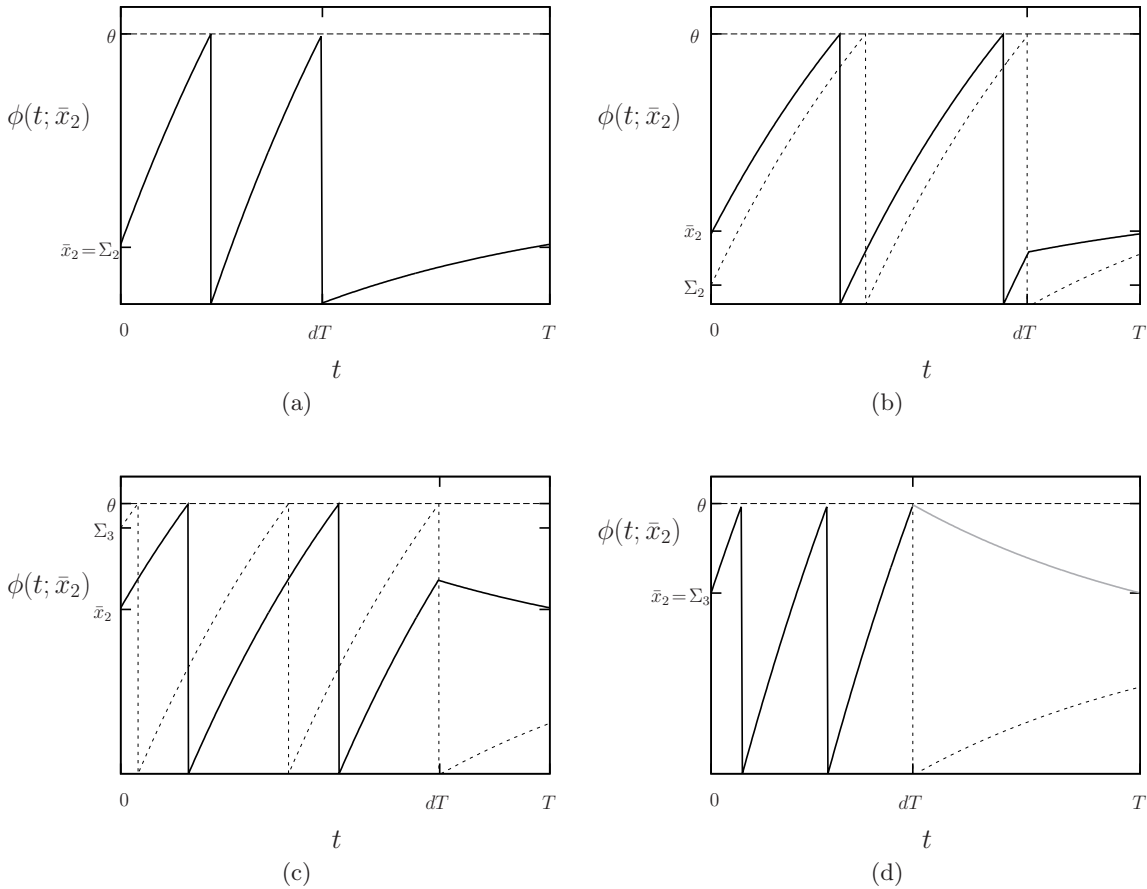 θ
ϕ(t; x̄₂)
x̄₂=Σ₂
0
dT
T
t
(a)
θ
ϕ(t; x̄₂)
x̄₂
Σ₂
0
dT
T
t
(b)
θ
Σ₃
ϕ(t; x̄₂)
x̄₂
0
dT
T
t
(c)
θ
ϕ(t; x̄₂)
x̄₂=Σ₃
0
dT
T
t
(d)